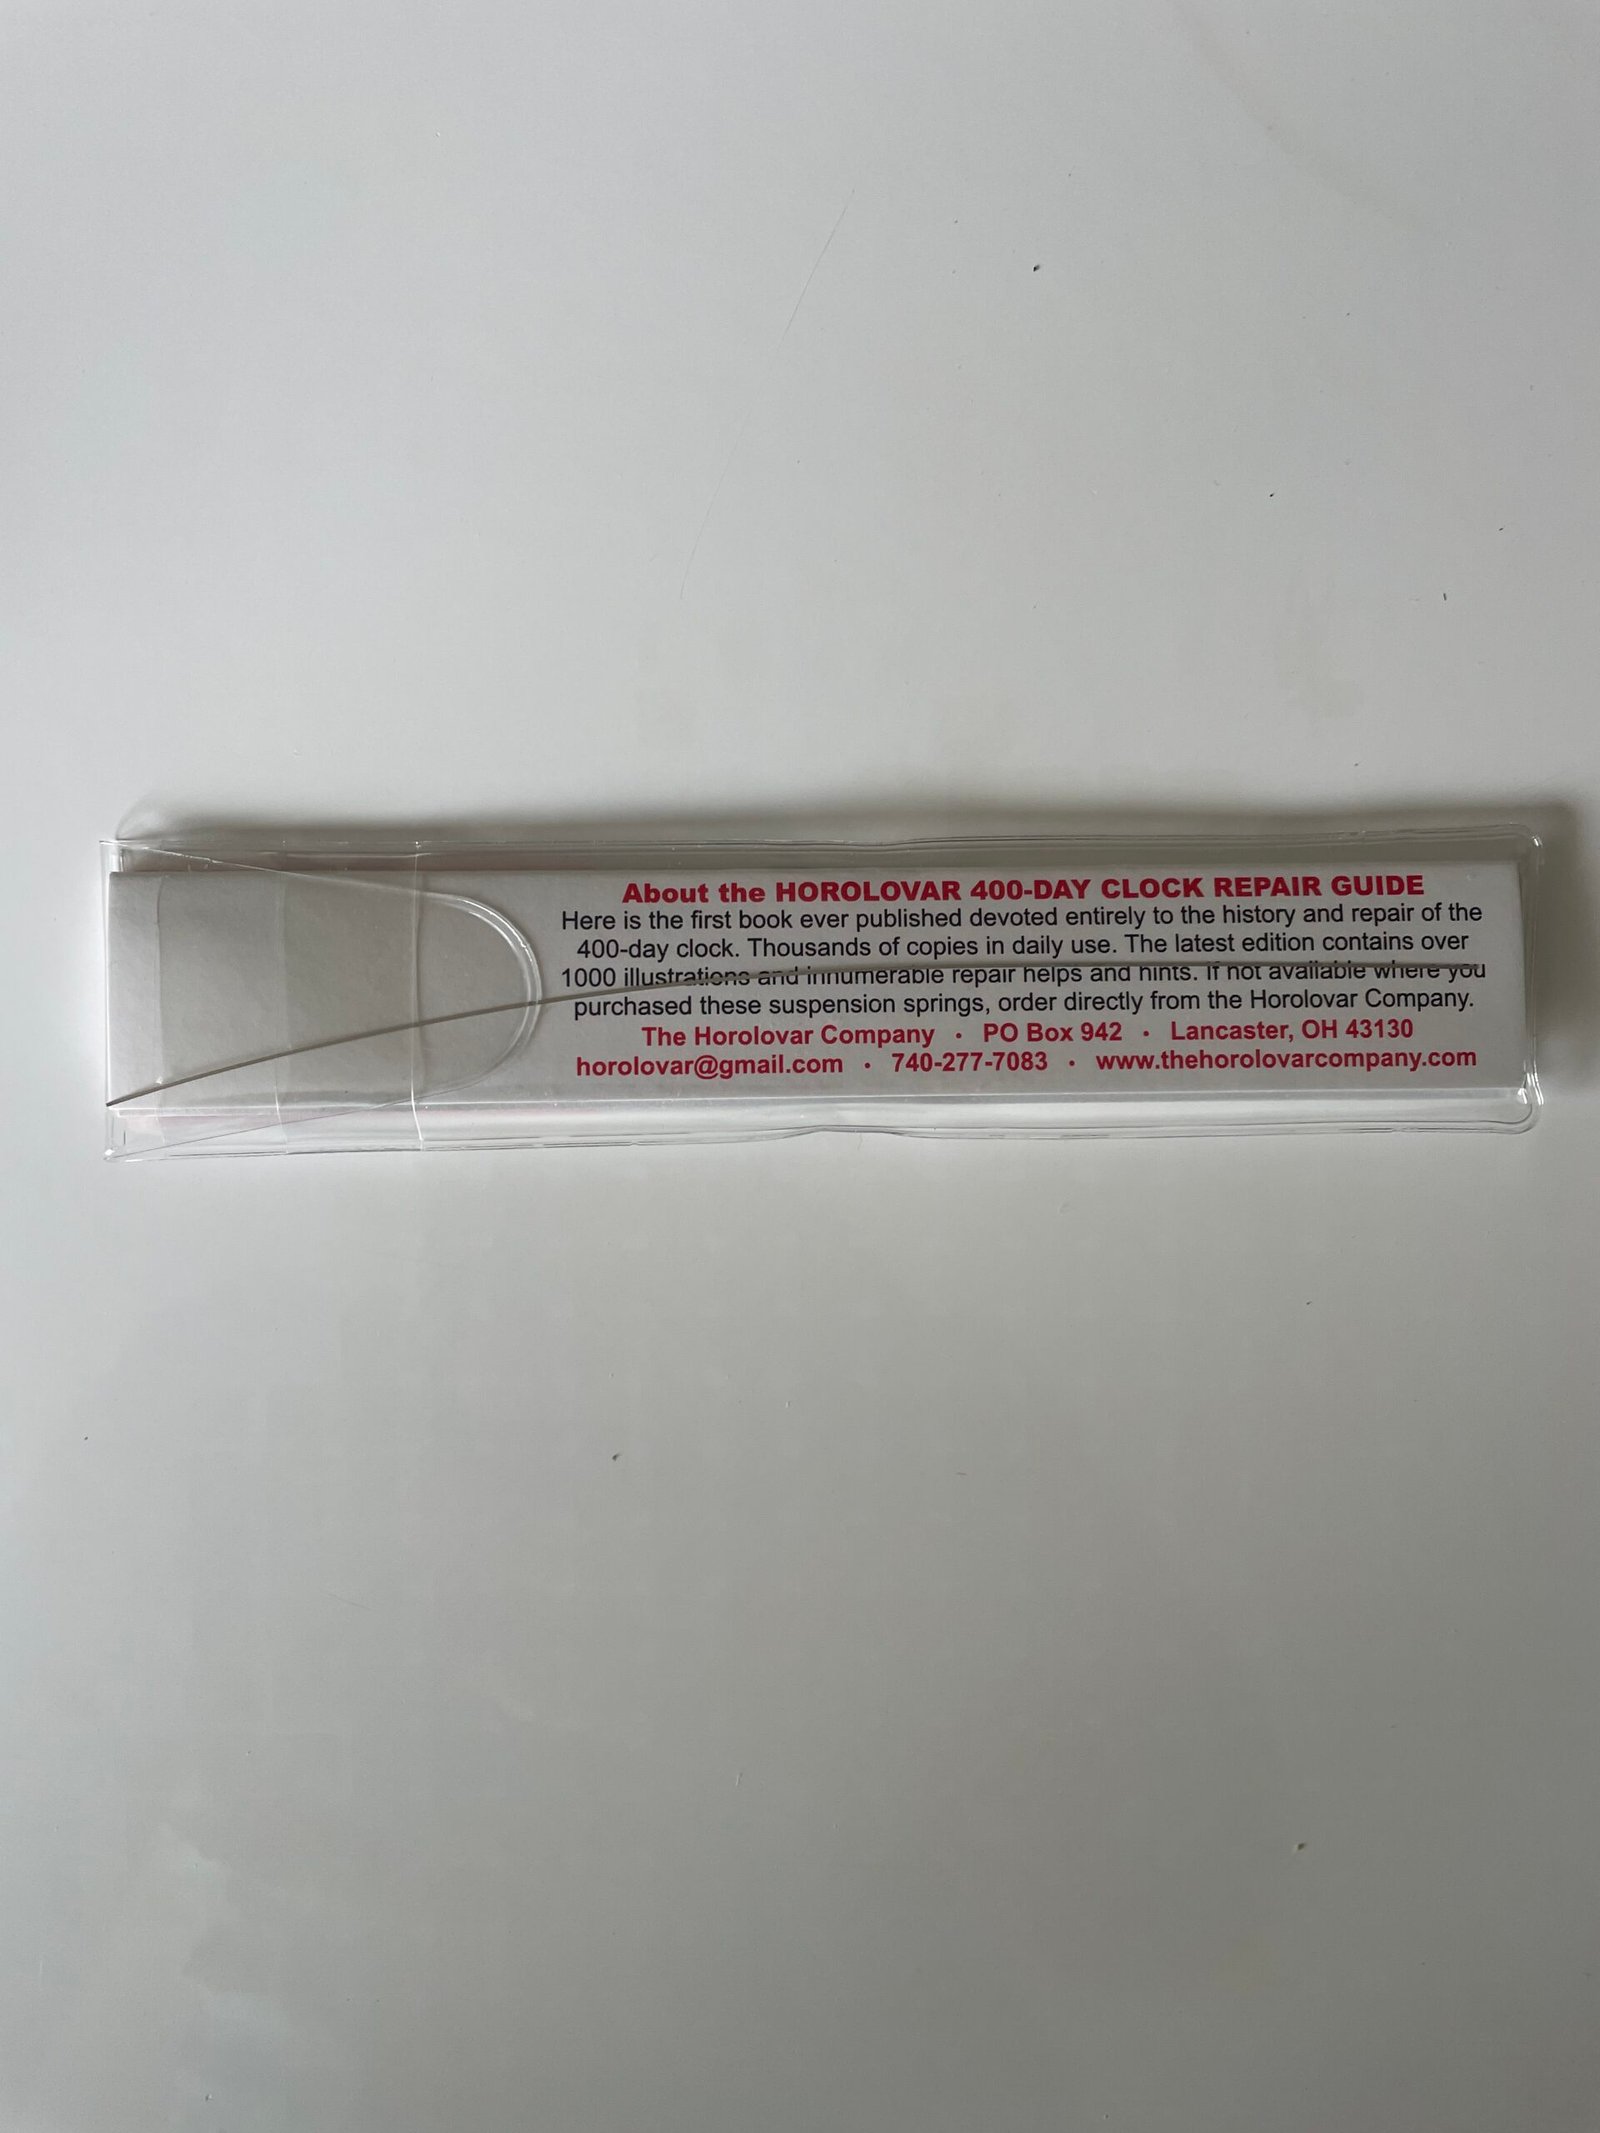 About the HOROLOVAR 400-DAY CLOCK REPAIR GUIDE
Here is the first book ever published devoted entirely to the history and repair of the
400-day clock. Thousands of copies in daily use. The latest edition contains over
1000 illustrations and innumerable repair helps and hints. If not available where you
purchased these suspension springs, order directly from the Horolovar Company.
The Horolovar Company • PO Box 942 • Lancaster, OH 43130
horolovar@gmail.com • 740-277-7083 • www.thehorolovarcompany.com